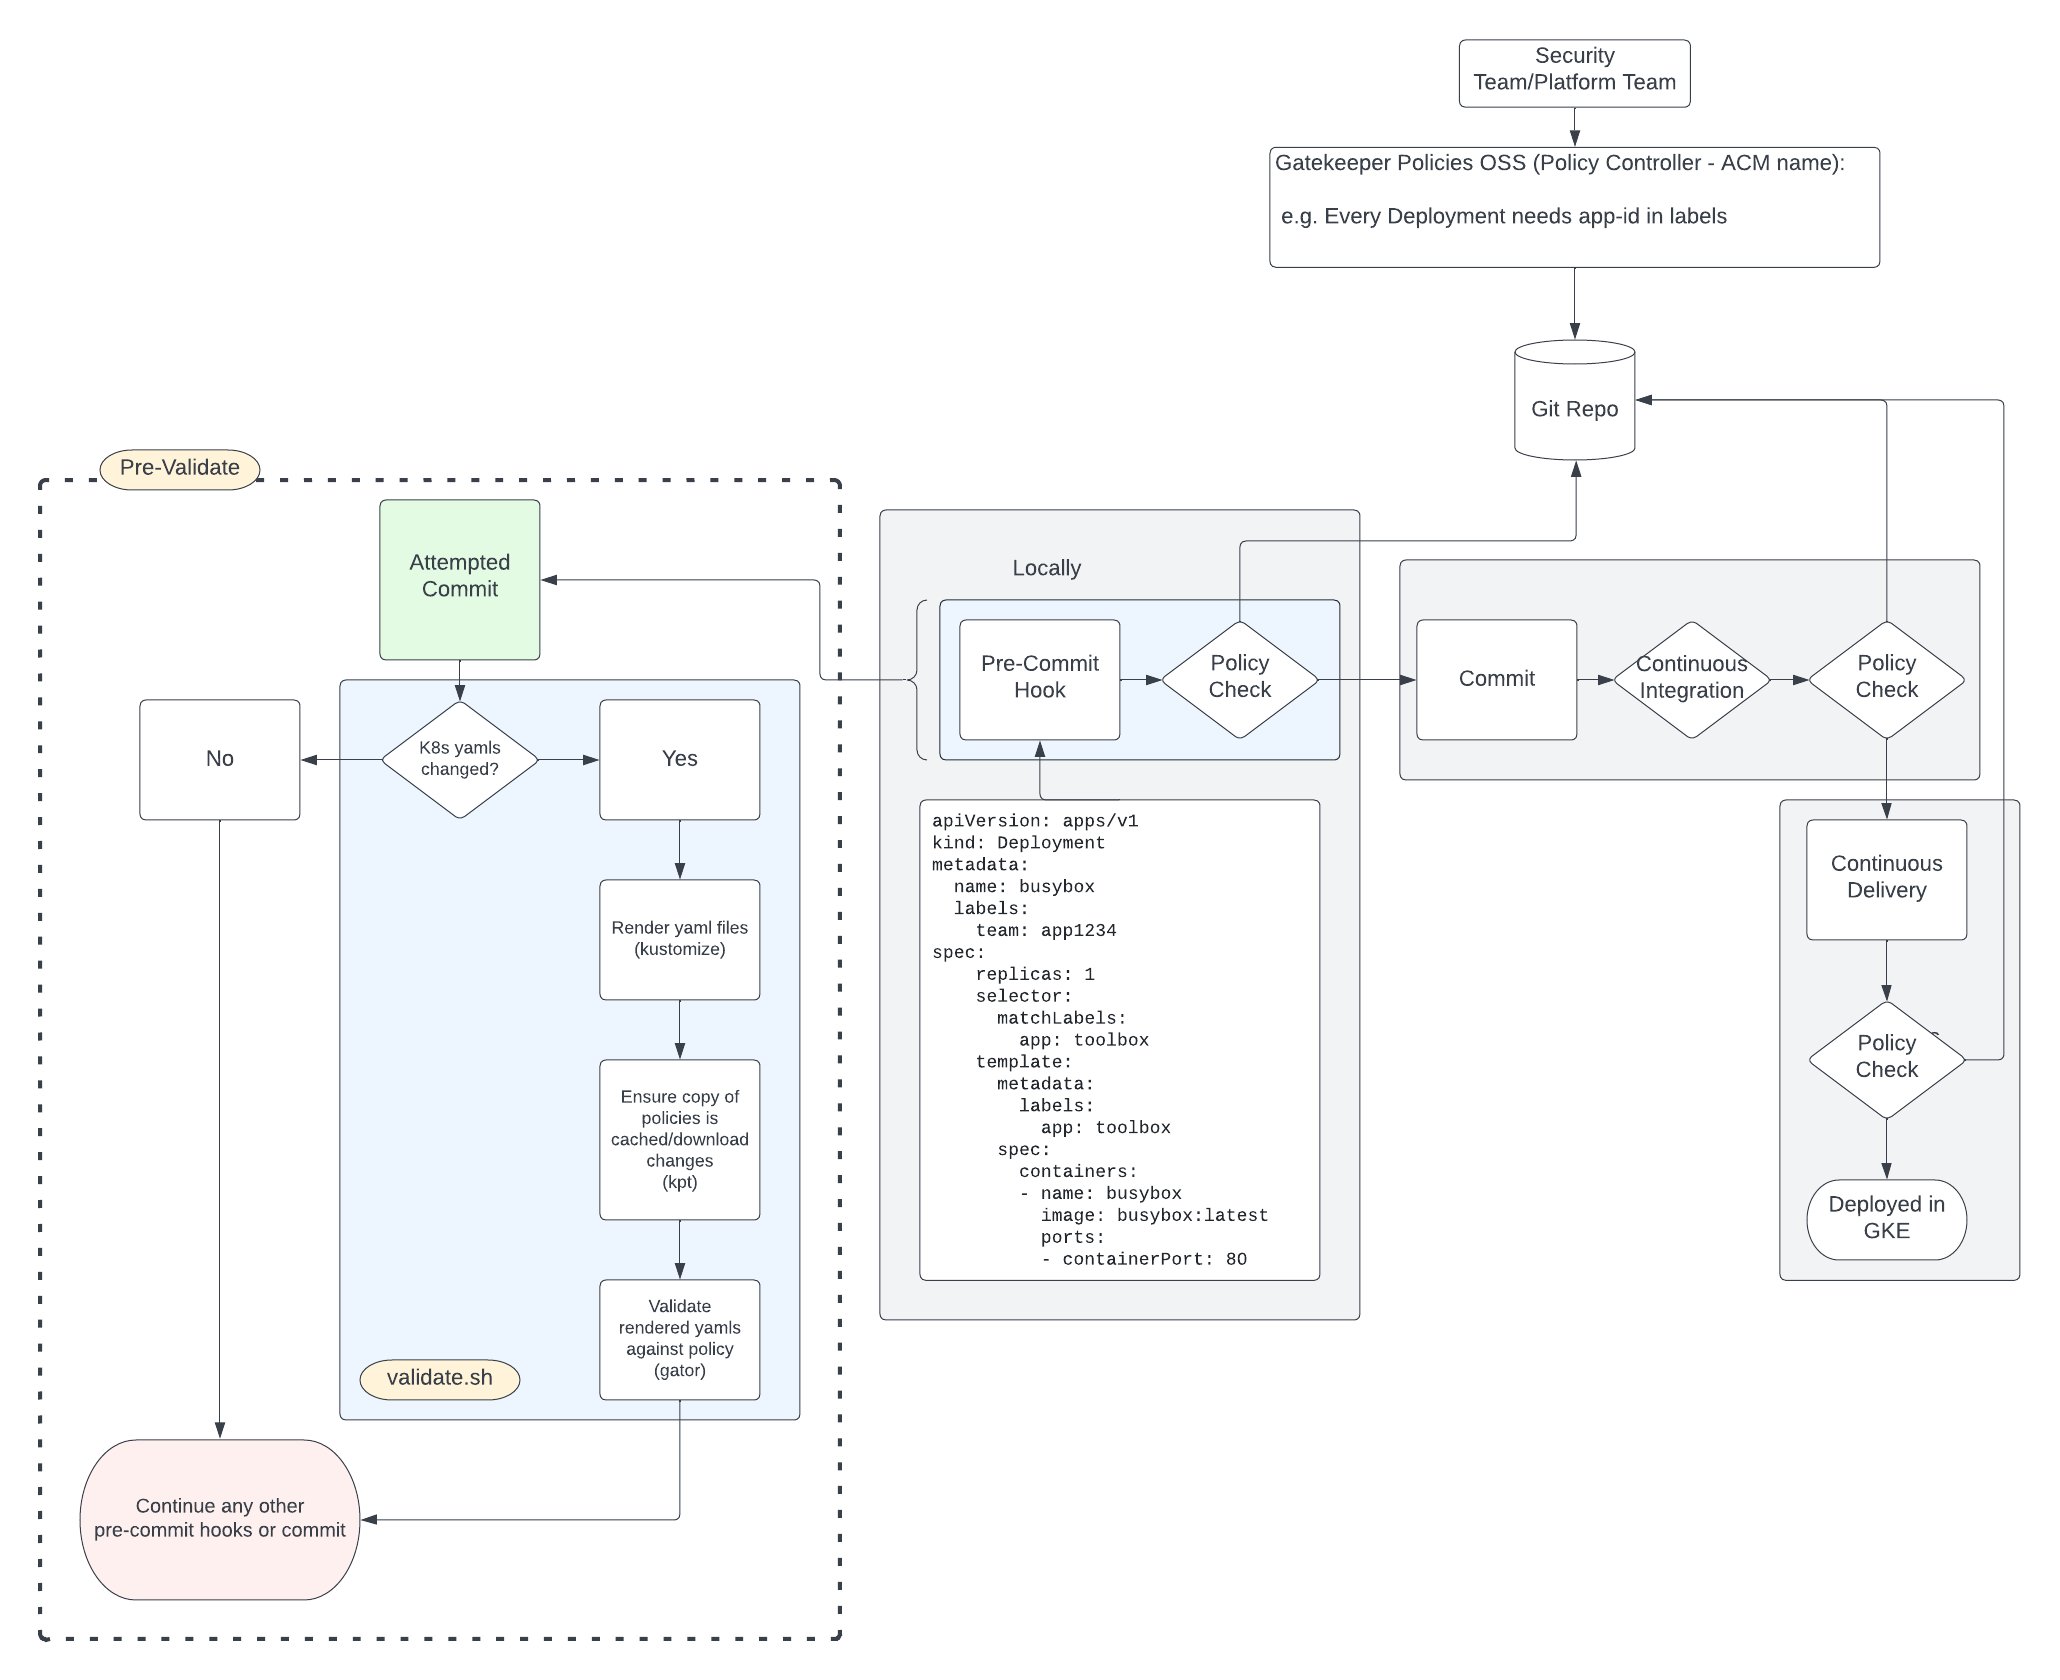 Security
Team/Platform Team
Gatekeeper Policies OSS (Policy Controller - ACM name):
e.g. Every Deployment needs app-id in labels
Git Repo
Pre-Validate
Attempted
Commit
No
K8s yamls
changed?
Yes
Render yaml files
(kustomize)
Ensure copy of
policies is
cached/download
changes
(kpt)
Validate
rendered yamls
against policy
(gator)
validate.sh
Continue any other
pre-commit hooks or commit
Locally
Pre-Commit
Hook
Policy
Check
apiVersion: apps/v1
kind: Deployment
metadata:
  name: busybox
  labels:
    team: app1234
spec:
    replicas: 1
    selector:
      matchLabels:
        app: toolbox
    template:
      metadata:
        labels:
          app: toolbox
      spec:
        containers:
        - name: busybox
          image: busybox:latest
          ports:
          - containerPort: 8O
Commit
Continuous
Integration
Policy
Check
Continuous
Delivery
Policy
Check
Deployed in
GKE